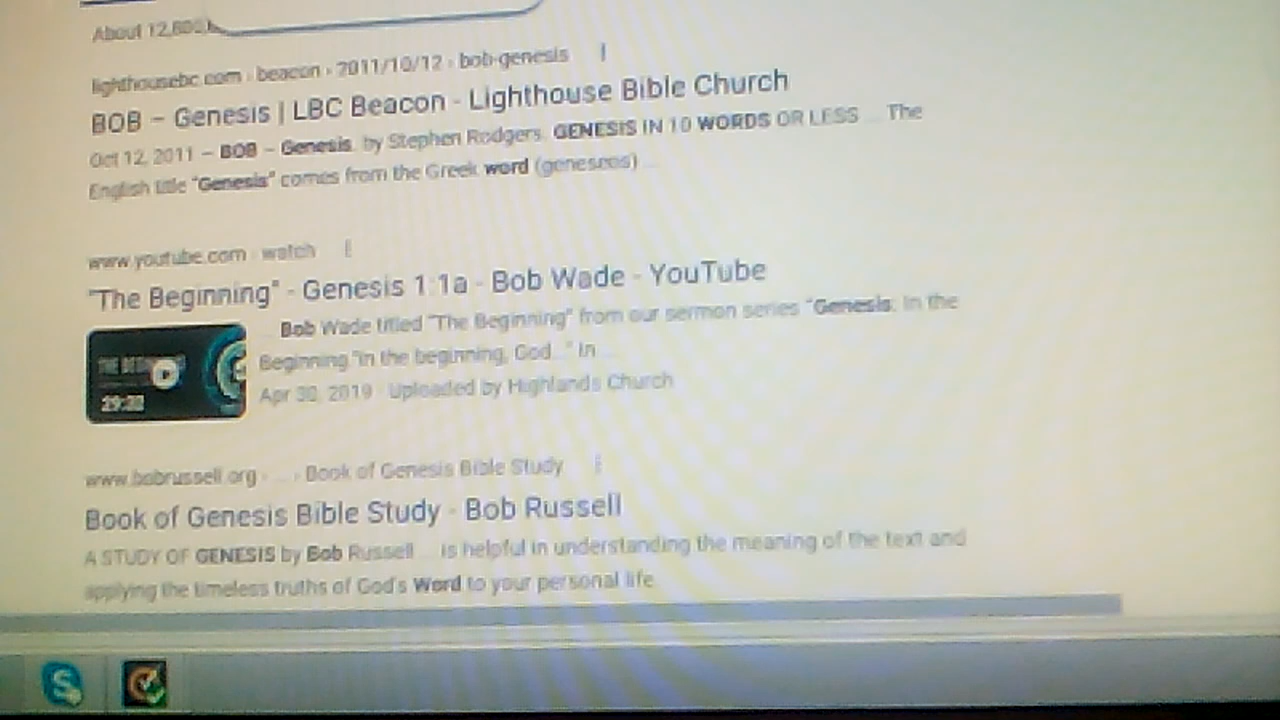 About 12,800,
lighthousebc.com › beacon › 2011/10/12 › bob-genesis
BOB – Genesis | LBC Beacon - Lighthouse Bible Church
Oct 12, 2011 – BOB – Genesis. by Stephen Rodgers. GENESIS IN 10 WORDS OR LESS ... The
English title "Genesis" comes from the Greek word (geneseos) ...
www.youtube.com › watch
"The Beginning" - Genesis 1:1a - Bob Wade - YouTube
... Bob Wade titled "The Beginning" from our sermon series "Genesis: In the
Beginning."In the beginning, God..." In ...
Apr 30, 2019 · Uploaded by Highlands Church
www.bobrussell.org › ... › Book of Genesis Bible Study
Book of Genesis Bible Study - Bob Russell
A STUDY OF GENESIS by Bob Russell ... is helpful in understanding the meaning of the text and
applying the timeless truths of God's Word to your personal life.